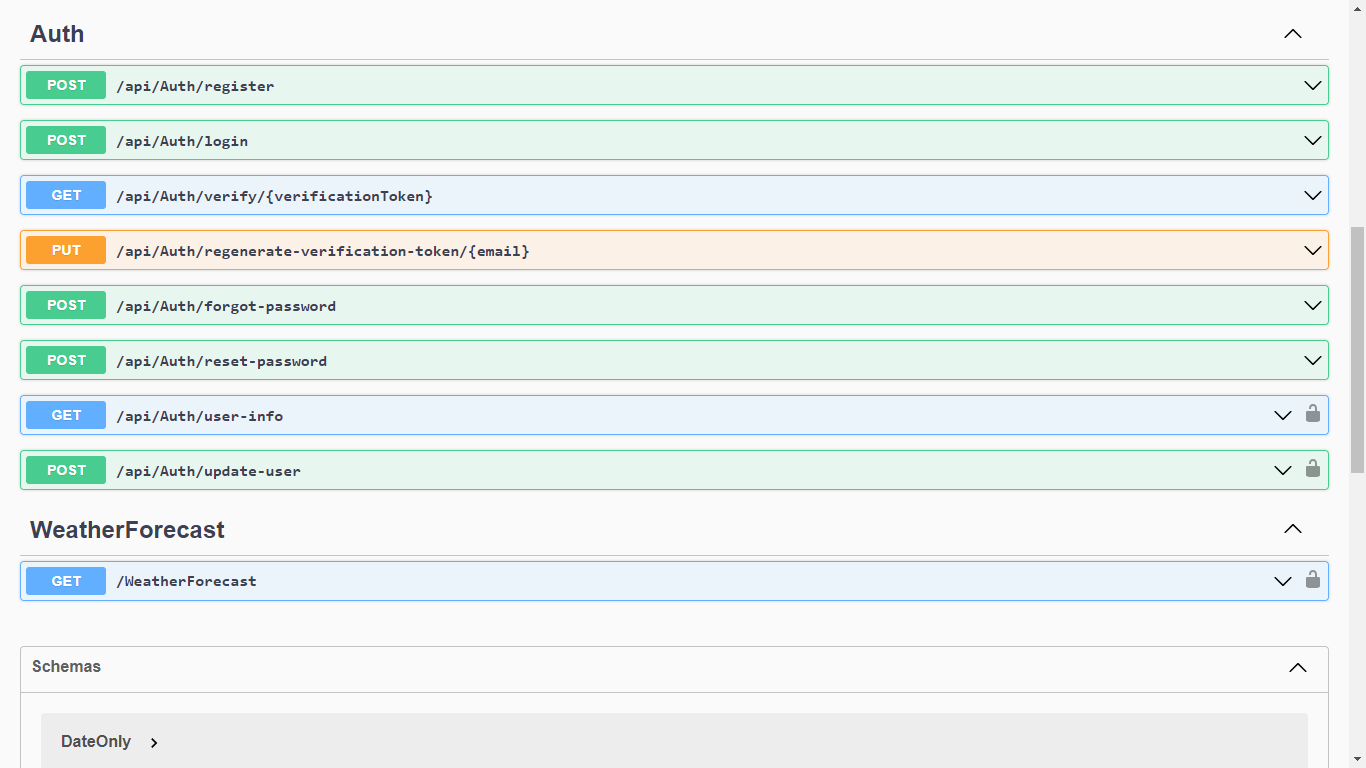 Auth
POST /api/Auth/register
POST /api/Auth/login
GET /api/Auth/verify/{verificationToken}
PUT /api/Auth/regenerate-verification-token/{email}
POST /api/Auth/forgot-password
POST /api/Auth/reset-password
GET /api/Auth/user-info
POST /api/Auth/update-user
WeatherForecast
GET /WeatherForecast
Schemas
DateOnly